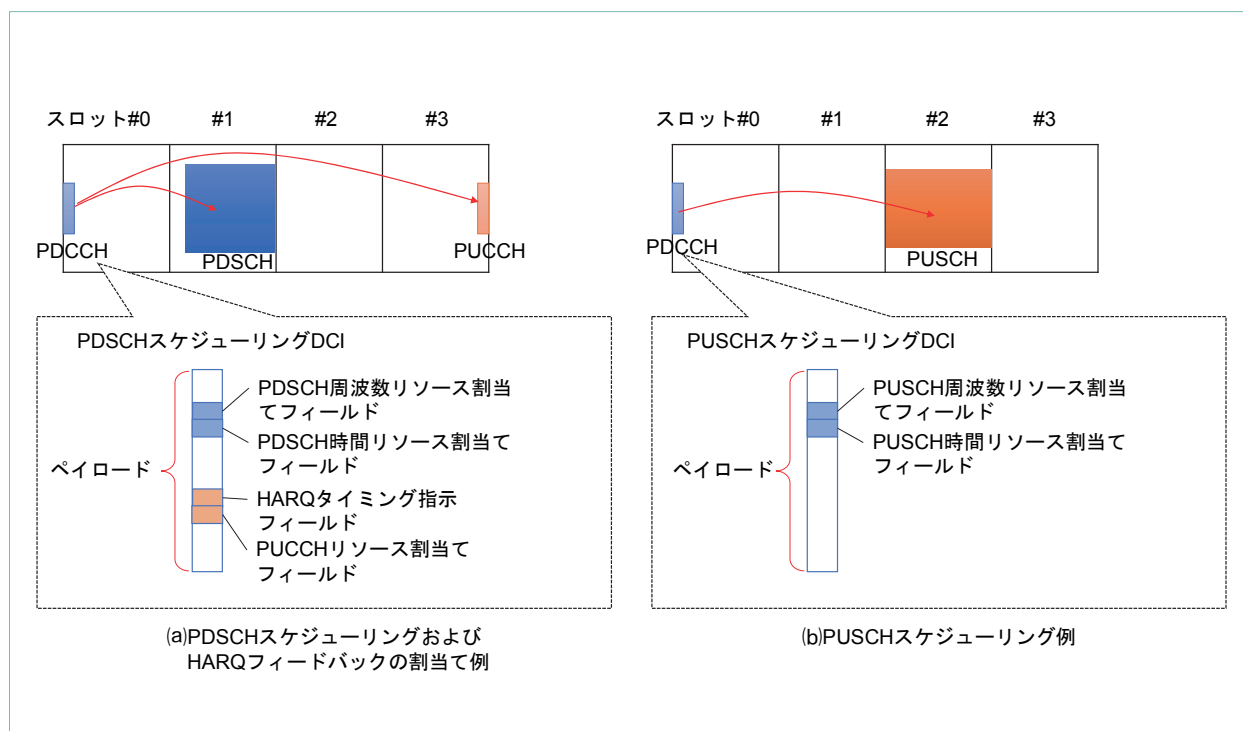 スロット#0 #1 #2 #3
PDCCH
PDSCH
PUCCH
PDSCHスケジューリングDCI
ペイロード
PDSCH周波数リソース割当
てフィールド
PDSCH時間リソース割当て
フィールド
HARQタイミング指示
フィールド
PUCCHリソース割当て
フィールド
(a)PDSCHスケジューリングおよび
HARQフィードバックの割当て例
スロット#0 #1 #2 #3
PDCCH
PUSCH
PUSCHスケジューリングDCI
ペイロード
PUSCH周波数リソース割当
てフィールド
PUSCH時間リソース割当て
フィールド
(b)PUSCHスケジューリング例